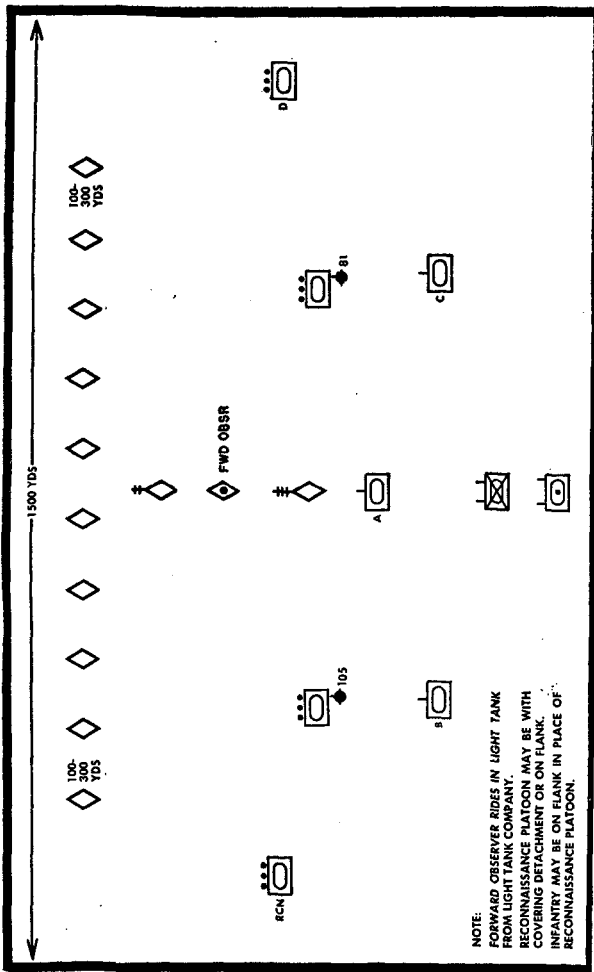 1500 YDS
100-
300
YDS
100-
300
YDS
FWD OBSR
RCN
D
105
81
A
B
C
NOTE:
FORWARD OBSERVER RIDES IN LIGHT TANK
FROM LIGHT TANK COMPANY.
RECONNAISSANCE PLATOON MAY BE WITH
COVERING DETACHMENT OR ON FLANK.
INFANTRY MAY BE ON FLANK IN PLACE OF
RECONNAISSANCE PLATOON.